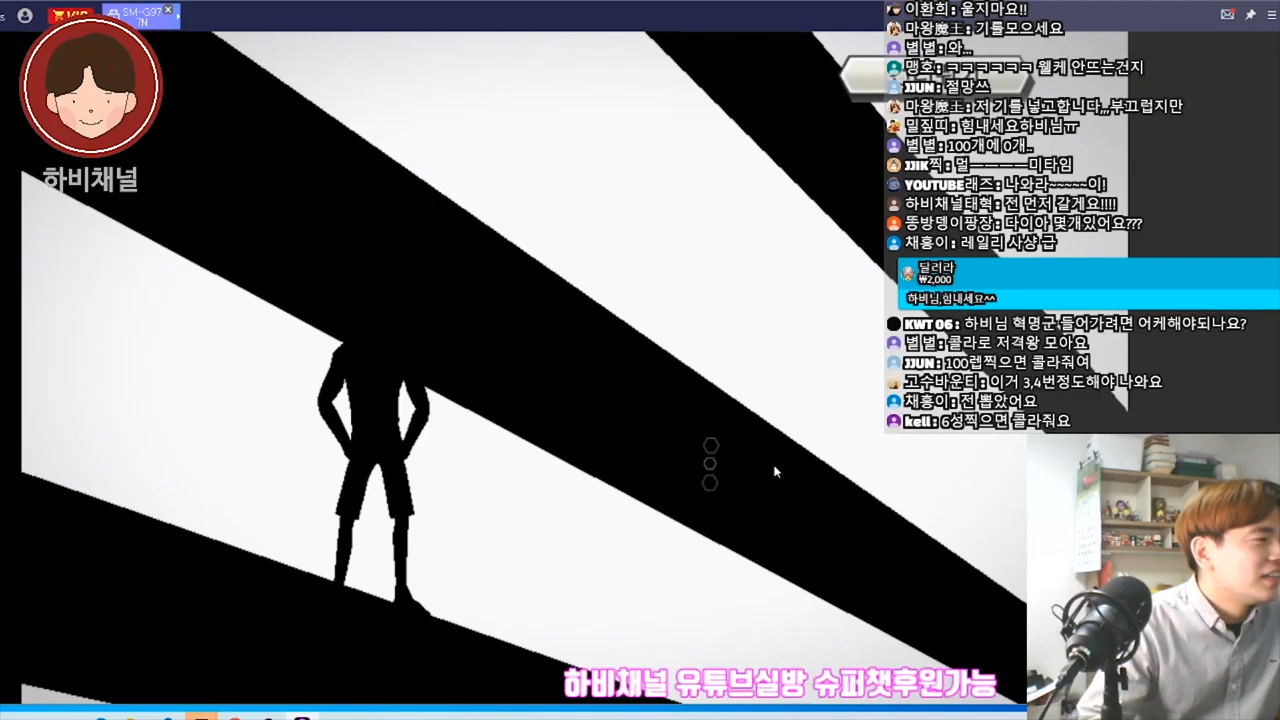 VIP
SM-G97
7N
하비채널
이환희: 울지마요!!
마왕魔王: 기를모으세요
별별: 와...
맹호: ㅋㅋㅋㅋㅋㅋ 웰케 안뜨는건지
JJUN: 절망쓰
마왕魔王: 저 기를 넣고합니다,,,부끄럽지만
밀짚띠: 힘내세요하비님ㅠ
별별: 100개에 0개..
JJIK찍: 멀――――미타임
YOUTUBE래즈: 나와라~~~~~이!
하비채널태혁: 전 먼저 갈게요!!!!
똥방뎅이팡장: 다이아 몇개있어요???
채흥이: 레일리 사샹 급
달려라
₩2,000
하비님,힘내세요^^
KWT 06: 하비님 혁명군 들어가려면 어케해야되나요?
별별: 콜라로 저격왕 모아요
JJUN: 100렙찍으면 콜라줘여
고수바운티: 이거 3,4번정도해야 나와요
채흥이: 전 뽑았어요
kell: 6성찍으면 콜라줘요
하비채널 유튜브실방 슈퍼챗후원가능